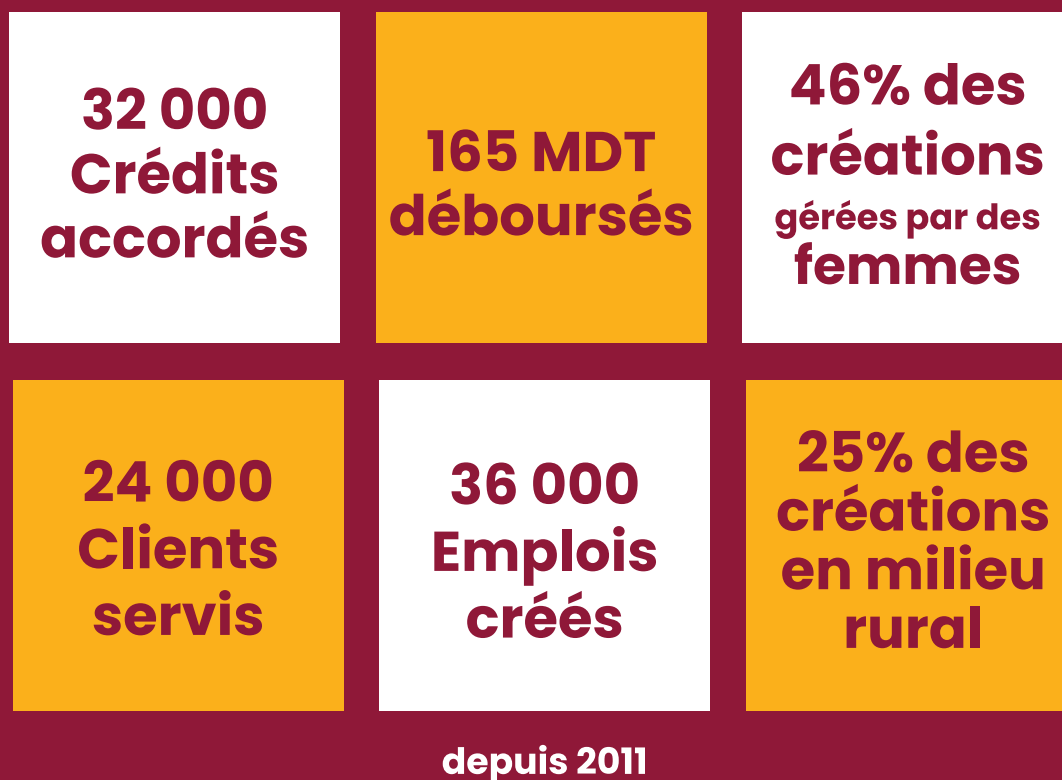 32 000
Crédits
accordés
165 MDT
déboursés
46% des
créations
gérées par des
femmes
24 000
Clients
servis
36 000
Emplois
créés
25% des
créations
en milieu
rural
depuis 2011